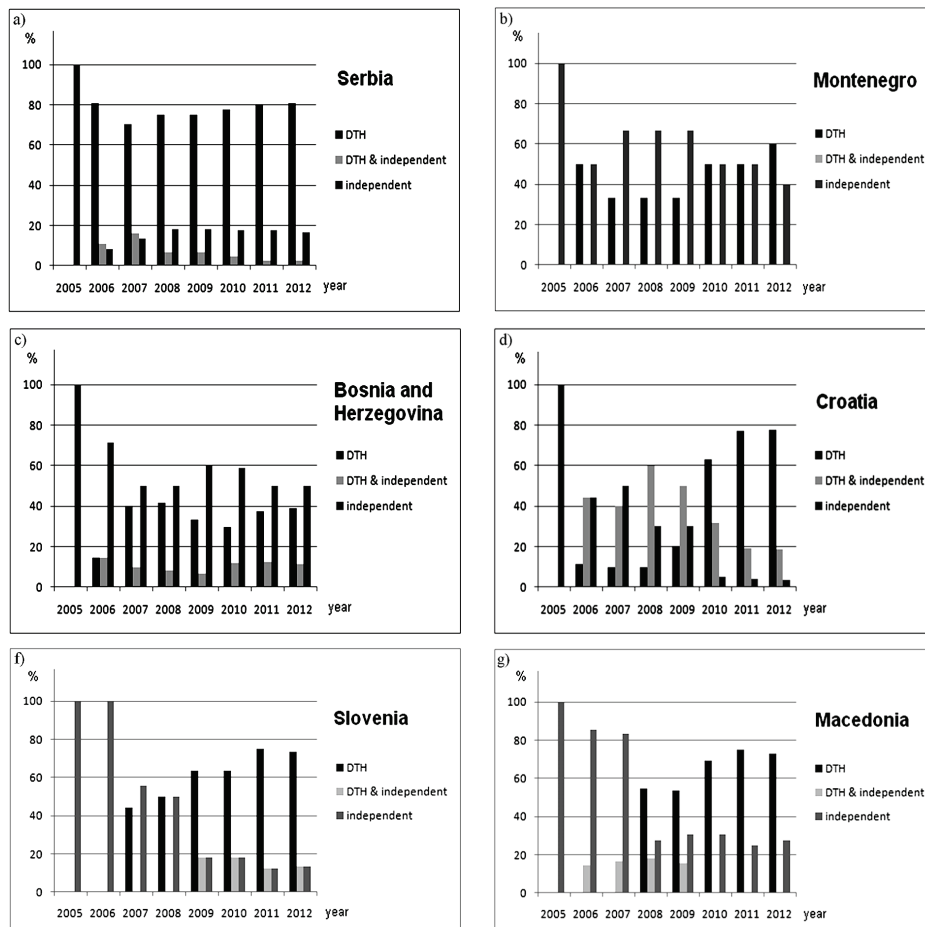 a)
%
100
80
60
40
20
0
2005 2006 2007 2008 2009 2010 2011 2012 year
Serbia
DTH
DTH & independent
independent
b)
%
100
80
60
40
20
0
2005 2006 2007 2008 2009 2010 2011 2012 year
Montenegro
DTH
DTH & independent
independent
c)
%
100
80
60
40
20
0
2005 2006 2007 2008 2009 2010 2011 2012 year
Bosnia and
Herzegovina
DTH
DTH & independent
independent
d)
%
100
80
60
40
20
0
2005 2006 2007 2008 2009 2010 2011 2012 year
Croatia
DTH
DTH & independent
independent
f)
%
100
80
60
40
20
0
2005 2006 2007 2008 2009 2010 2011 2012 year
Slovenia
DTH
DTH & independent
independent
g)
%
100
80
60
40
20
0
2005 2006 2007 2008 2009 2010 2011 2012 year
Macedonia
DTH
DTH & independent
independent